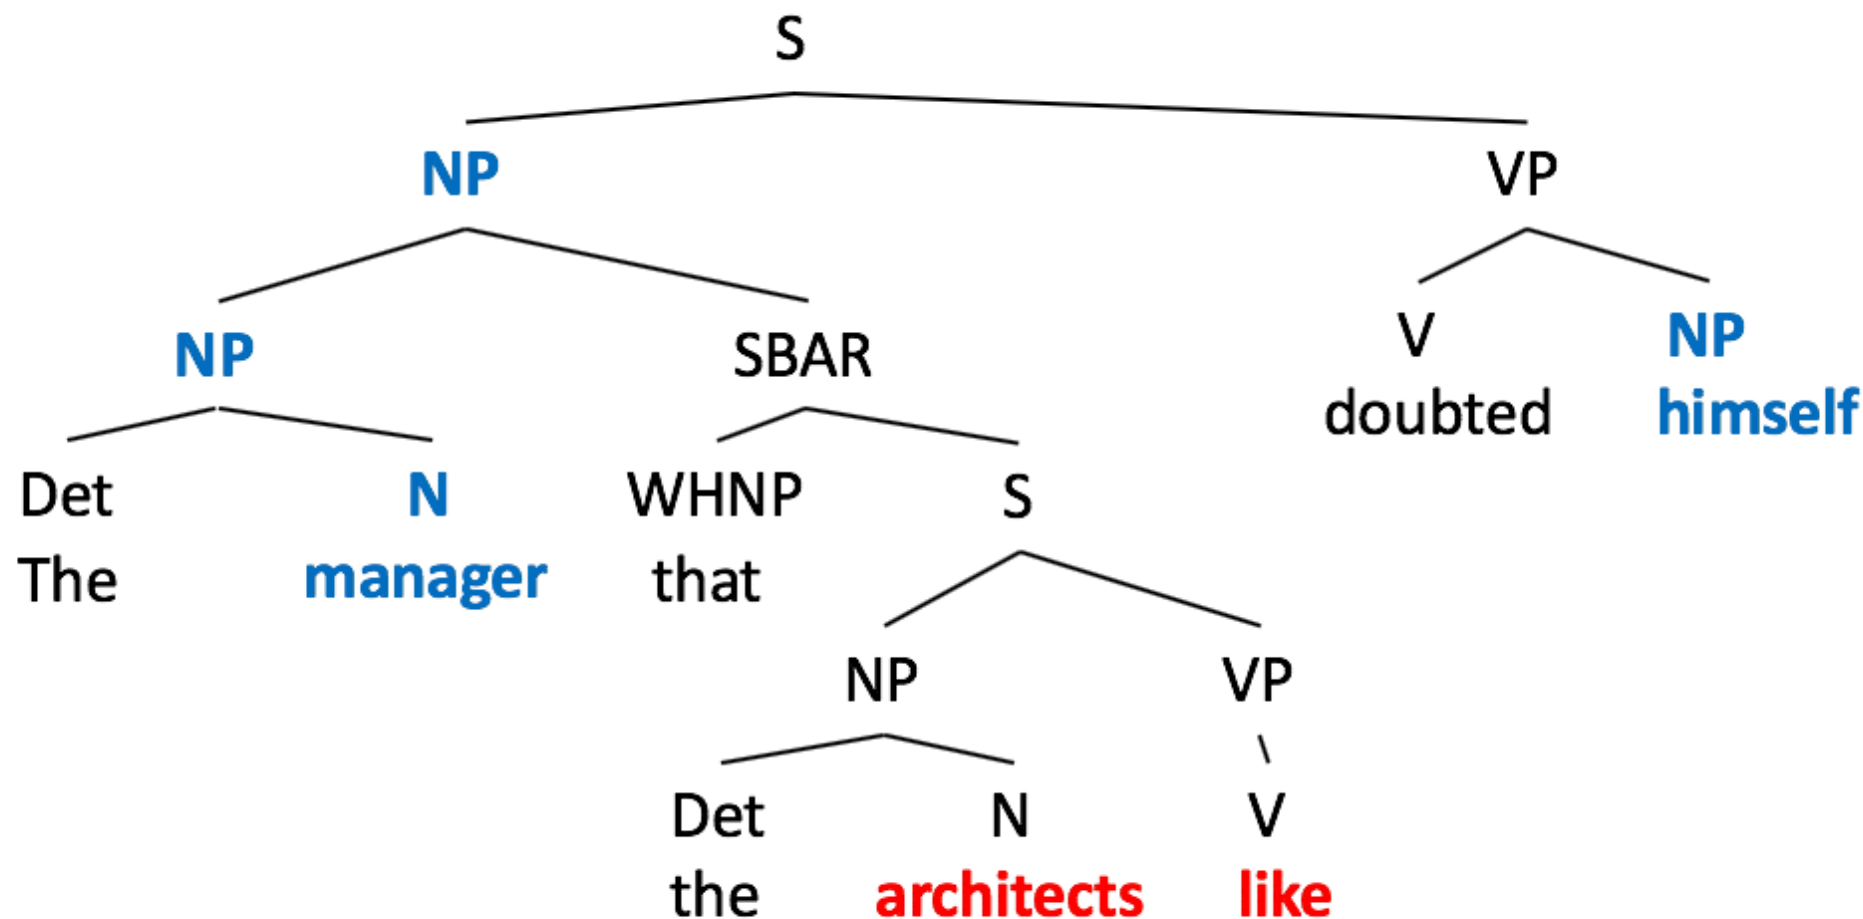 S
NP VP
NP SBAR V NP
doubted himself
Det N WHNP S
The manager that
NP VP
Det N V
the architects like